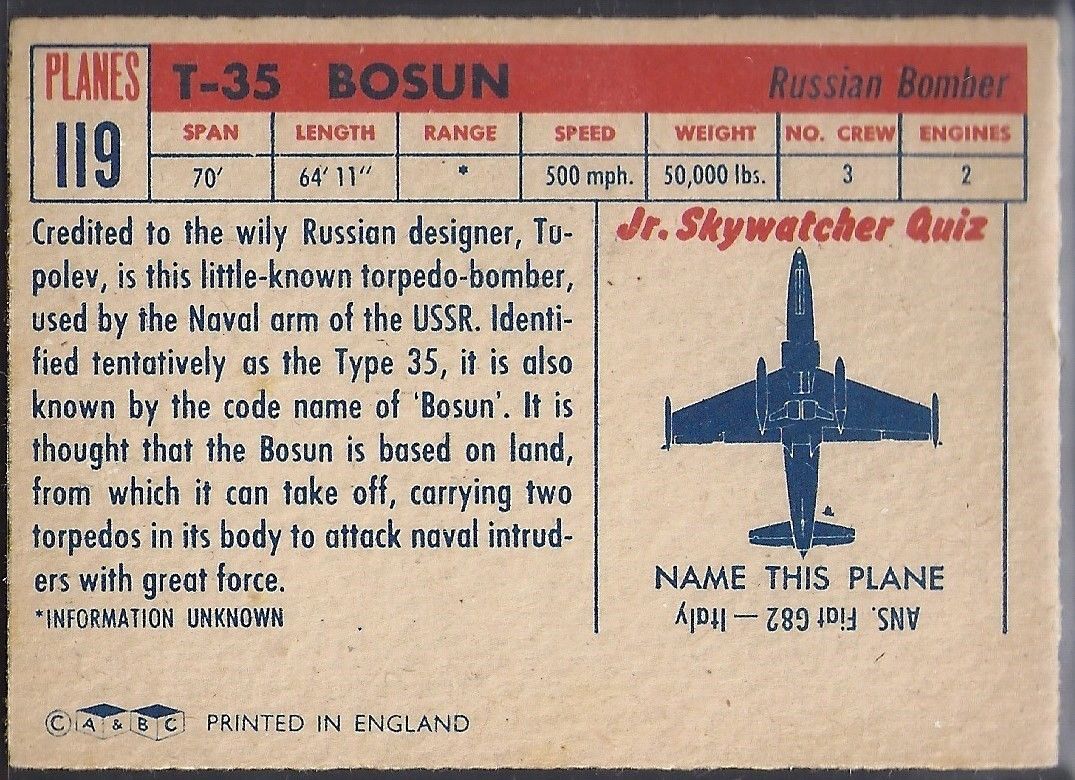 PLANES
119
T-35 BOSUN
Russian Bomber
SPAN LENGTH RANGE SPEED WEIGHT NO. CREW ENGINES
70′ 64′ 11″ * 500 mph. 50,000 lbs. 3 2
Credited to the wily Russian designer, Tu-
polev, is this little-known torpedo-bomber,
used by the Naval arm of the USSR. Identi-
fied tentatively as the Type 35, it is also
known by the code name of 'Bosun'. It is
thought that the Bosun is based on land,
from which it can take off, carrying two
torpedos in its body to attack naval intrud-
ers with great force.
*INFORMATION UNKNOWN
Jr. Skywatcher Quiz
NAME THIS PLANE
ANS. Fiat G82 — Italy
© A & B C PRINTED IN ENGLAND